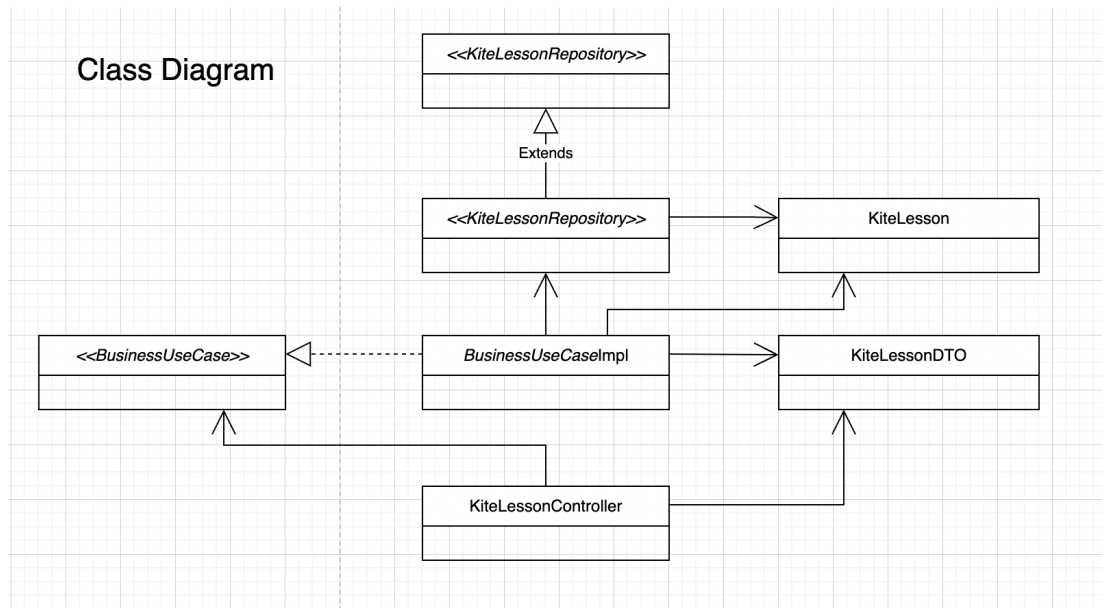 Class Diagram
<<KiteLessonRepository>>
Extends
<<KiteLessonRepository>>
KiteLesson
<<BusinessUseCase>>
BusinessUseCaseImpl
KiteLessonDTO
KiteLessonController